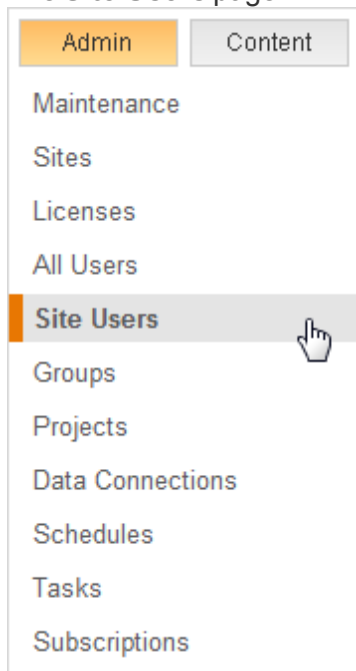 Admin Content
Maintenance
Sites
Licenses
All Users
Site Users
Groups
Projects
Data Connections
Schedules
Tasks
Subscriptions